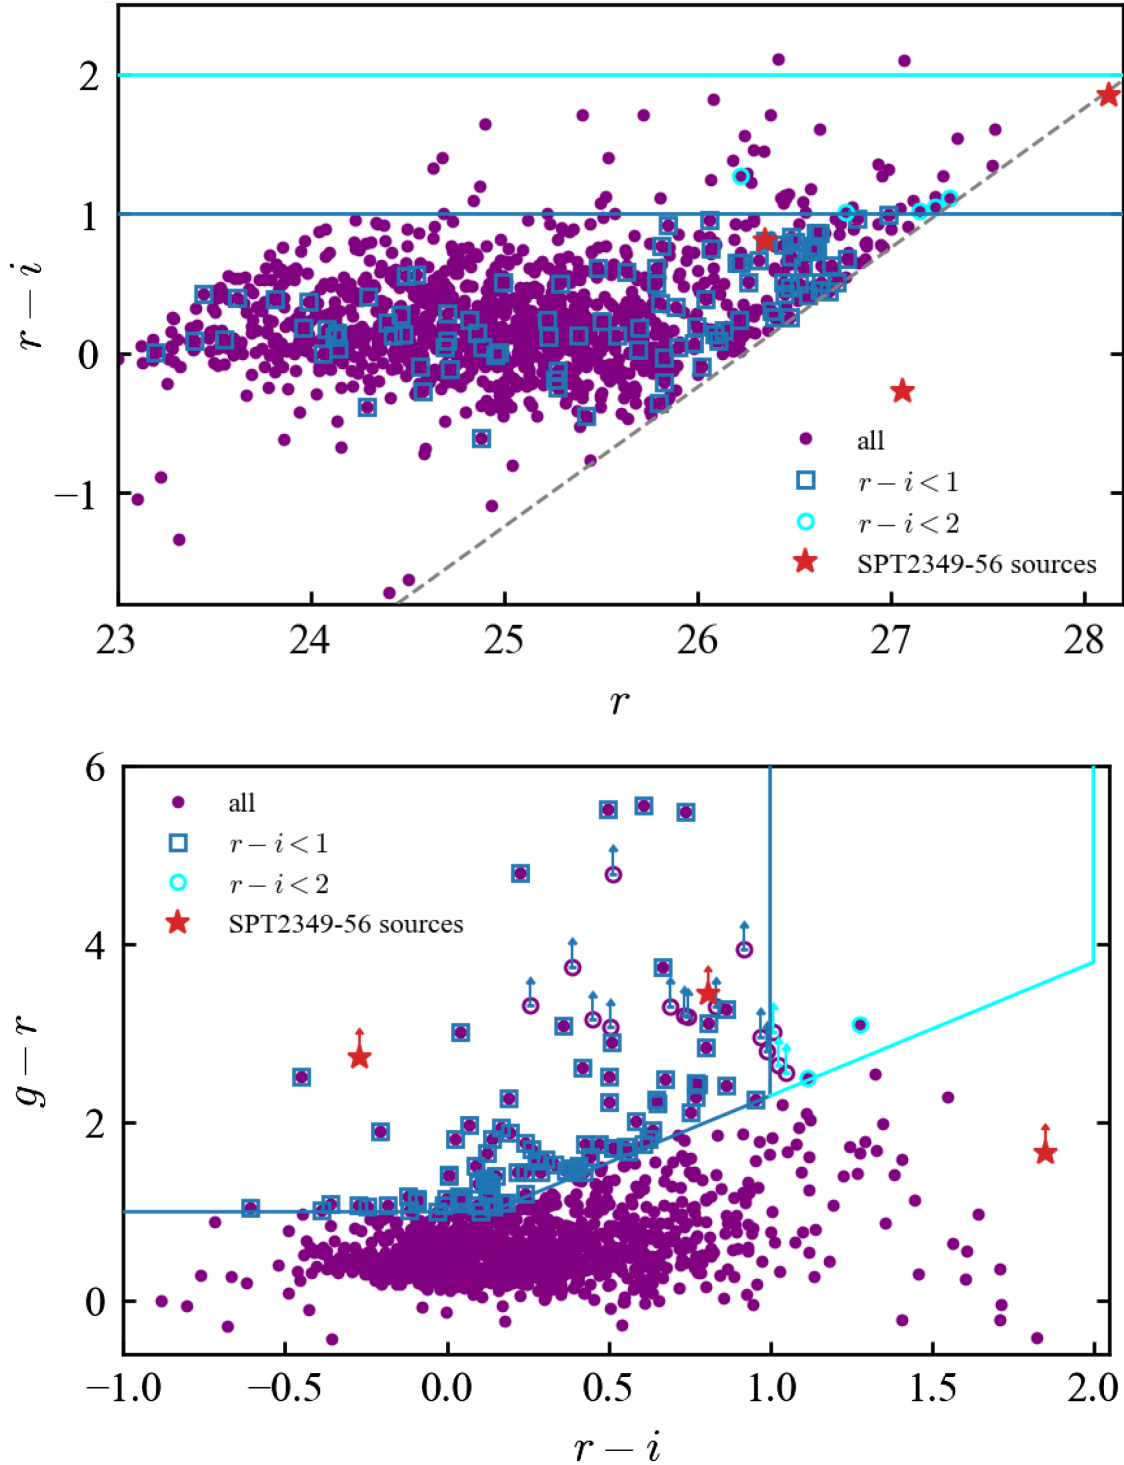 2
1
0
−1
r − i
all
r − i < 1
r − i < 2
SPT2349-56 sources
23 24 25 26 27 28
r
6
4
2
0
g − r
all
r − i < 1
r − i < 2
SPT2349-56 sources
−1.0 −0.5 0.0 0.5 1.0 1.5 2.0
r − i